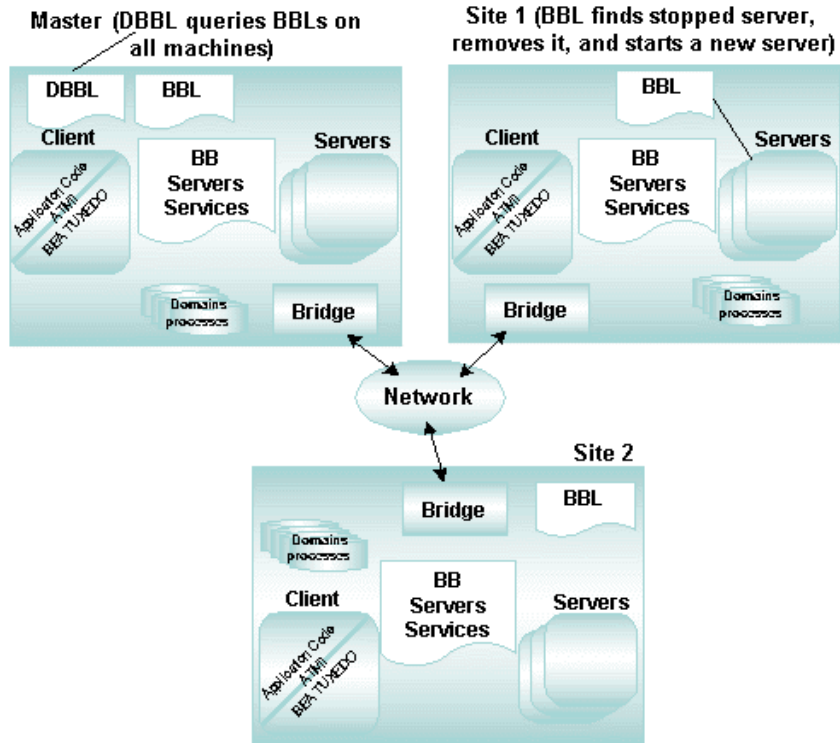 Master (DBBL queries BBLs on
all machines)
DBBL
BBL
Client
Servers
BB
Servers
Services
Application Code
ATMI
BEA TUXEDO
Domains
processes
Bridge
Site 1 (BBL finds stopped server,
removes it, and starts a new server)
BBL
Client
Servers
BB
Servers
Services
Application Code
ATMI
BEA TUXEDO
Bridge
Domains
processes
Network
Site 2
Bridge
BBL
Domains
processes
Client
BB
Servers
Services
Servers
Application Code
ATMI
BEA TUXEDO